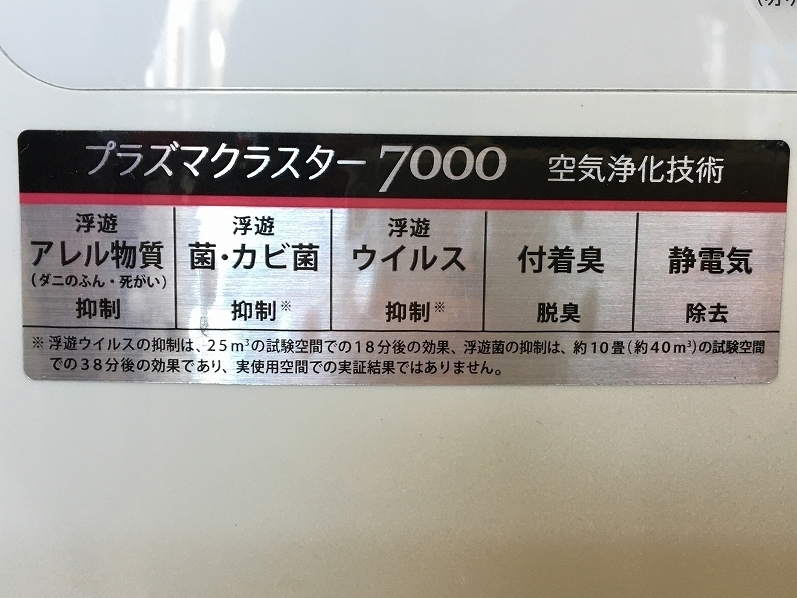 プラズマクラスター 7000 空気浄化技術
浮遊 浮遊 浮遊
アレル物質 菌・カビ菌 ウイルス 付着臭 静電気
(ダニのふん・死がい)
抑制 抑制※ 抑制※ 脱臭 除去
※浮遊ウイルスの抑制は、25m³の試験空間での18分後の効果、浮遊菌の抑制は、約10畳(約40m³)の試験空間
での38分後の効果であり、実使用空間での実証結果ではありません。